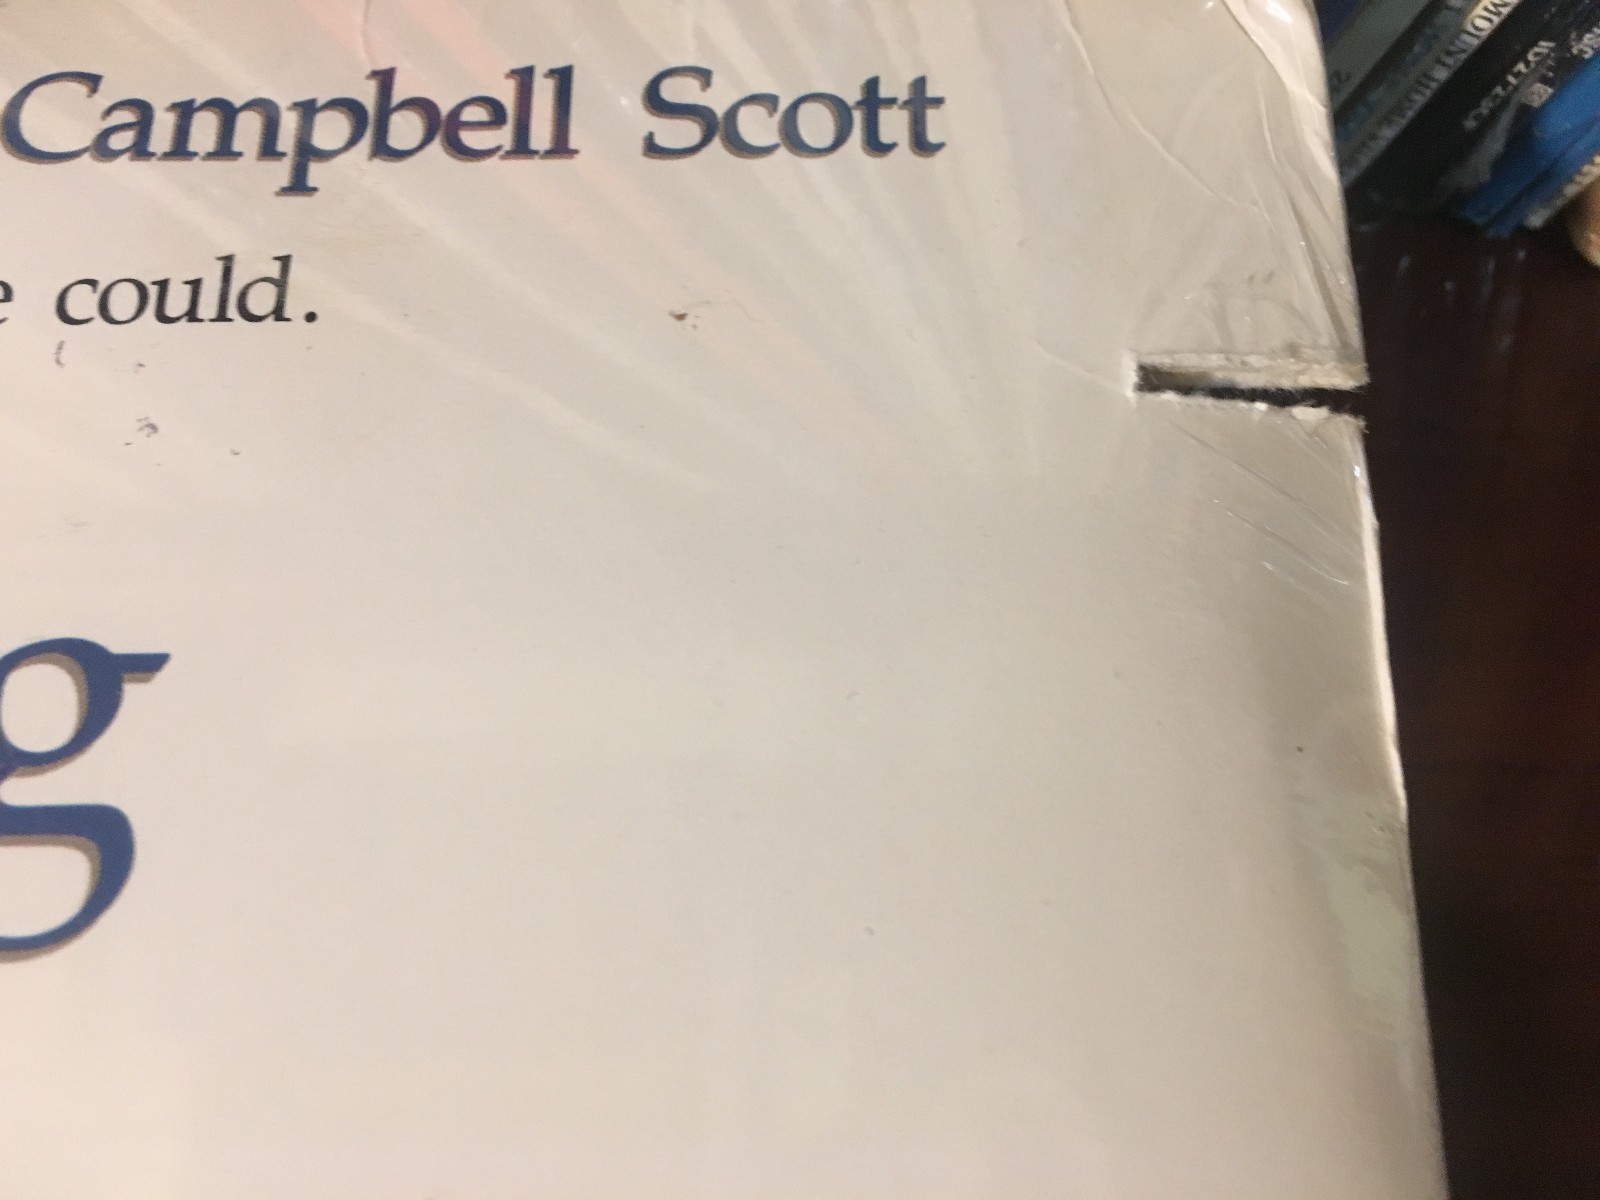 Campbell Scott
e could.
g